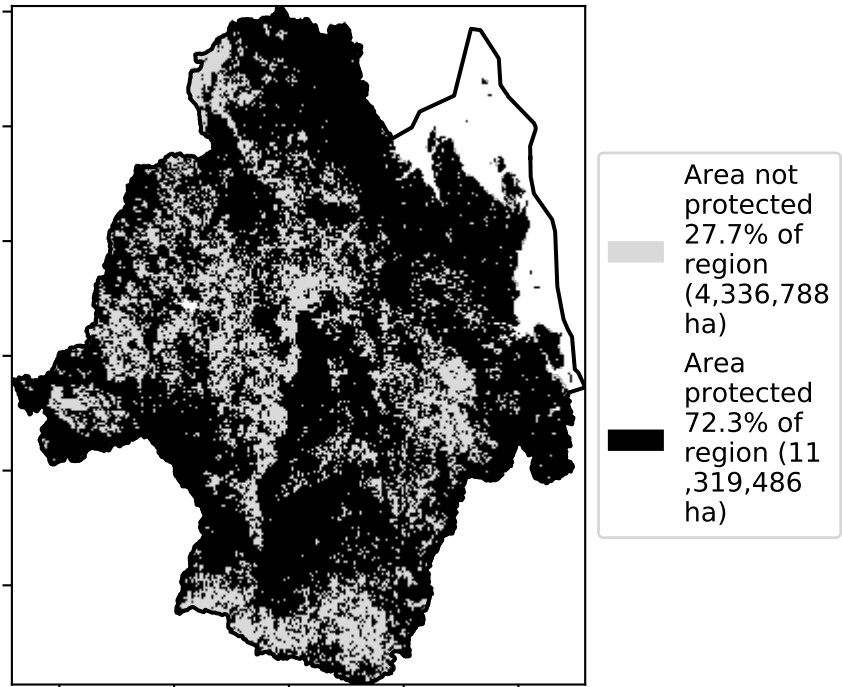 Area not
protected
27.7% of
region
(4,336,788
ha)
Area
protected
72.3% of
region (11
,319,486
ha)